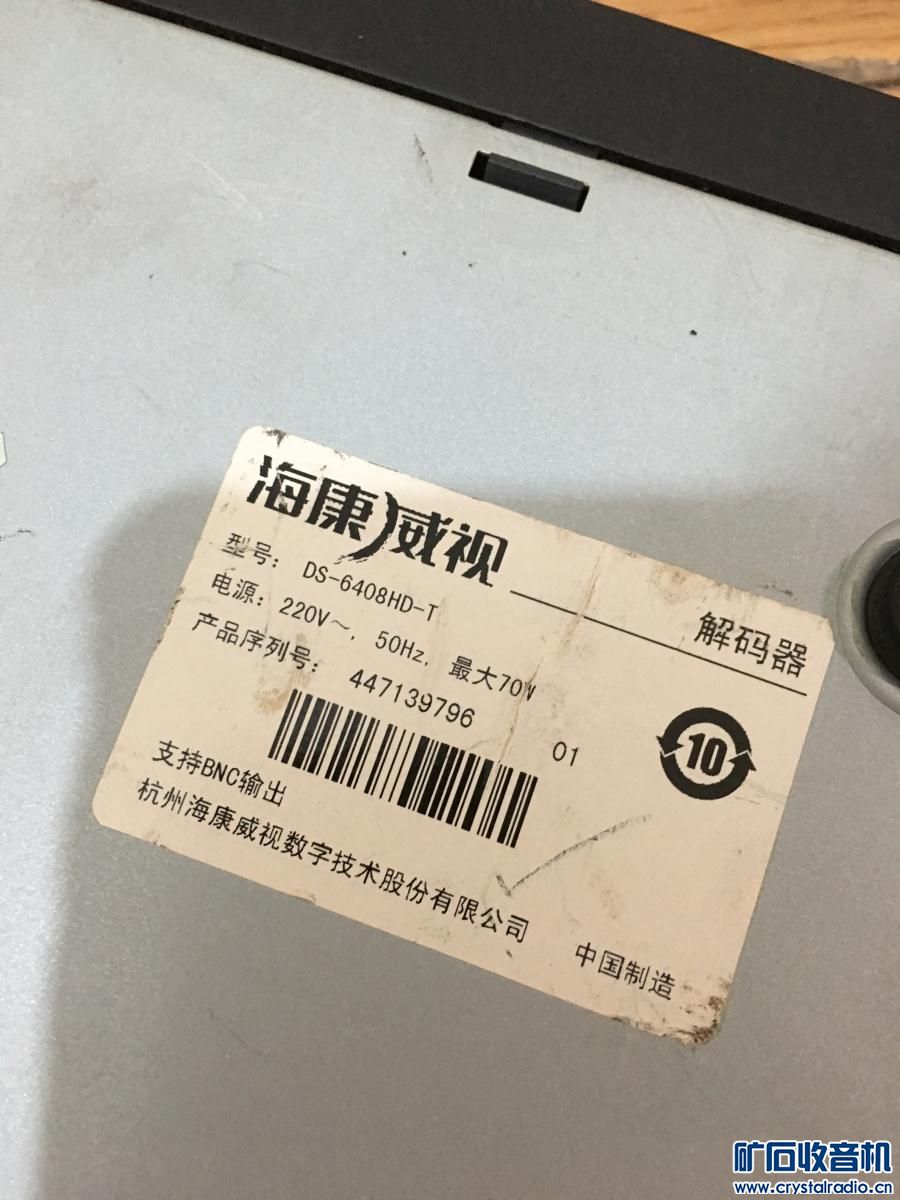 海康威视
解码器
型号: DS-6408HD-T
电源: 220V～, 50Hz, 最大70W
产品序列号: 447139796
01
10
支持BNC输出
杭州海康威视数字技术股份有限公司
中国制造
矿石收音机
www.crystalradio.cn